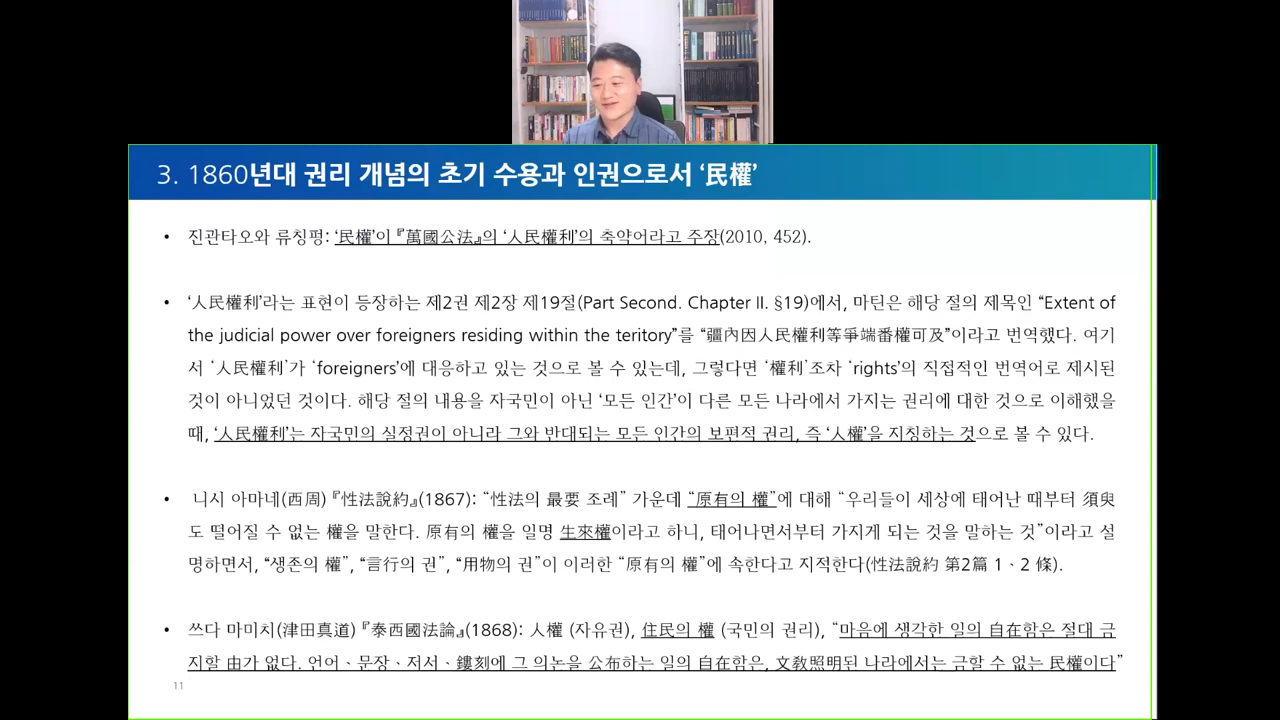 3. 1860년대 권리 개념의 초기 수용과 인권으로서 ‘民權’
• 진관타오와 류칭펑: ‘民權’이 『萬國公法』의 ‘人民權利’의 축약어라고 주장(2010, 452).
• ‘人民權利’라는 표현이 등장하는 제2권 제2장 제19절(Part Second. Chapter II. §19)에서, 마틴은 해당 절의 제목인 “Extent of
the judicial power over foreigners residing within the teritory”를 “疆內因人民權利等爭端番權可及”이라고 번역했다. 여기
서 ‘人民權利’가 ‘foreigners’에 대응하고 있는 것으로 볼 수 있는데, 그렇다면 ‘權利’조차 ‘rights’의 직접적인 번역어로 제시된
것이 아니었던 것이다. 해당 절의 내용을 자국민이 아닌 ‘모든 인간’이 다른 모든 나라에서 가지는 권리에 대한 것으로 이해했을
때, ‘人民權利’는 자국민의 실정권이 아니라 그와 반대되는 모든 인간의 보편적 권리, 즉 ‘人權’을 지칭하는 것으로 볼 수 있다.
• 니시 아마네(西周) 『性法說約』(1867): “性法의 最要 조례” 가운데 “原有의 權”에 대해 “우리들이 세상에 태어난 때부터 須臾
도 떨어질 수 없는 權을 말한다. 原有의 權을 일명 生來權이라고 하니, 태어나면서부터 가지게 되는 것을 말하는 것”이라고 설
명하면서, “생존의 權”, “言行의 권”, “用物의 권”이 이러한 “原有의 權”에 속한다고 지적한다(性法說約 第2篇 1、2 條).
• 쓰다 마미치(津田真道) 『泰西國法論』(1868): 人權 (자유권), 住民의 權 (국민의 권리), “마음에 생각한 일의 自在함은 절대 금
지할 由가 없다. 언어、문장、저서、鏤刻에 그 의논을 公布하는 일의 自在함은, 文教照明된 나라에서는 금할 수 없는 民權이다”
11